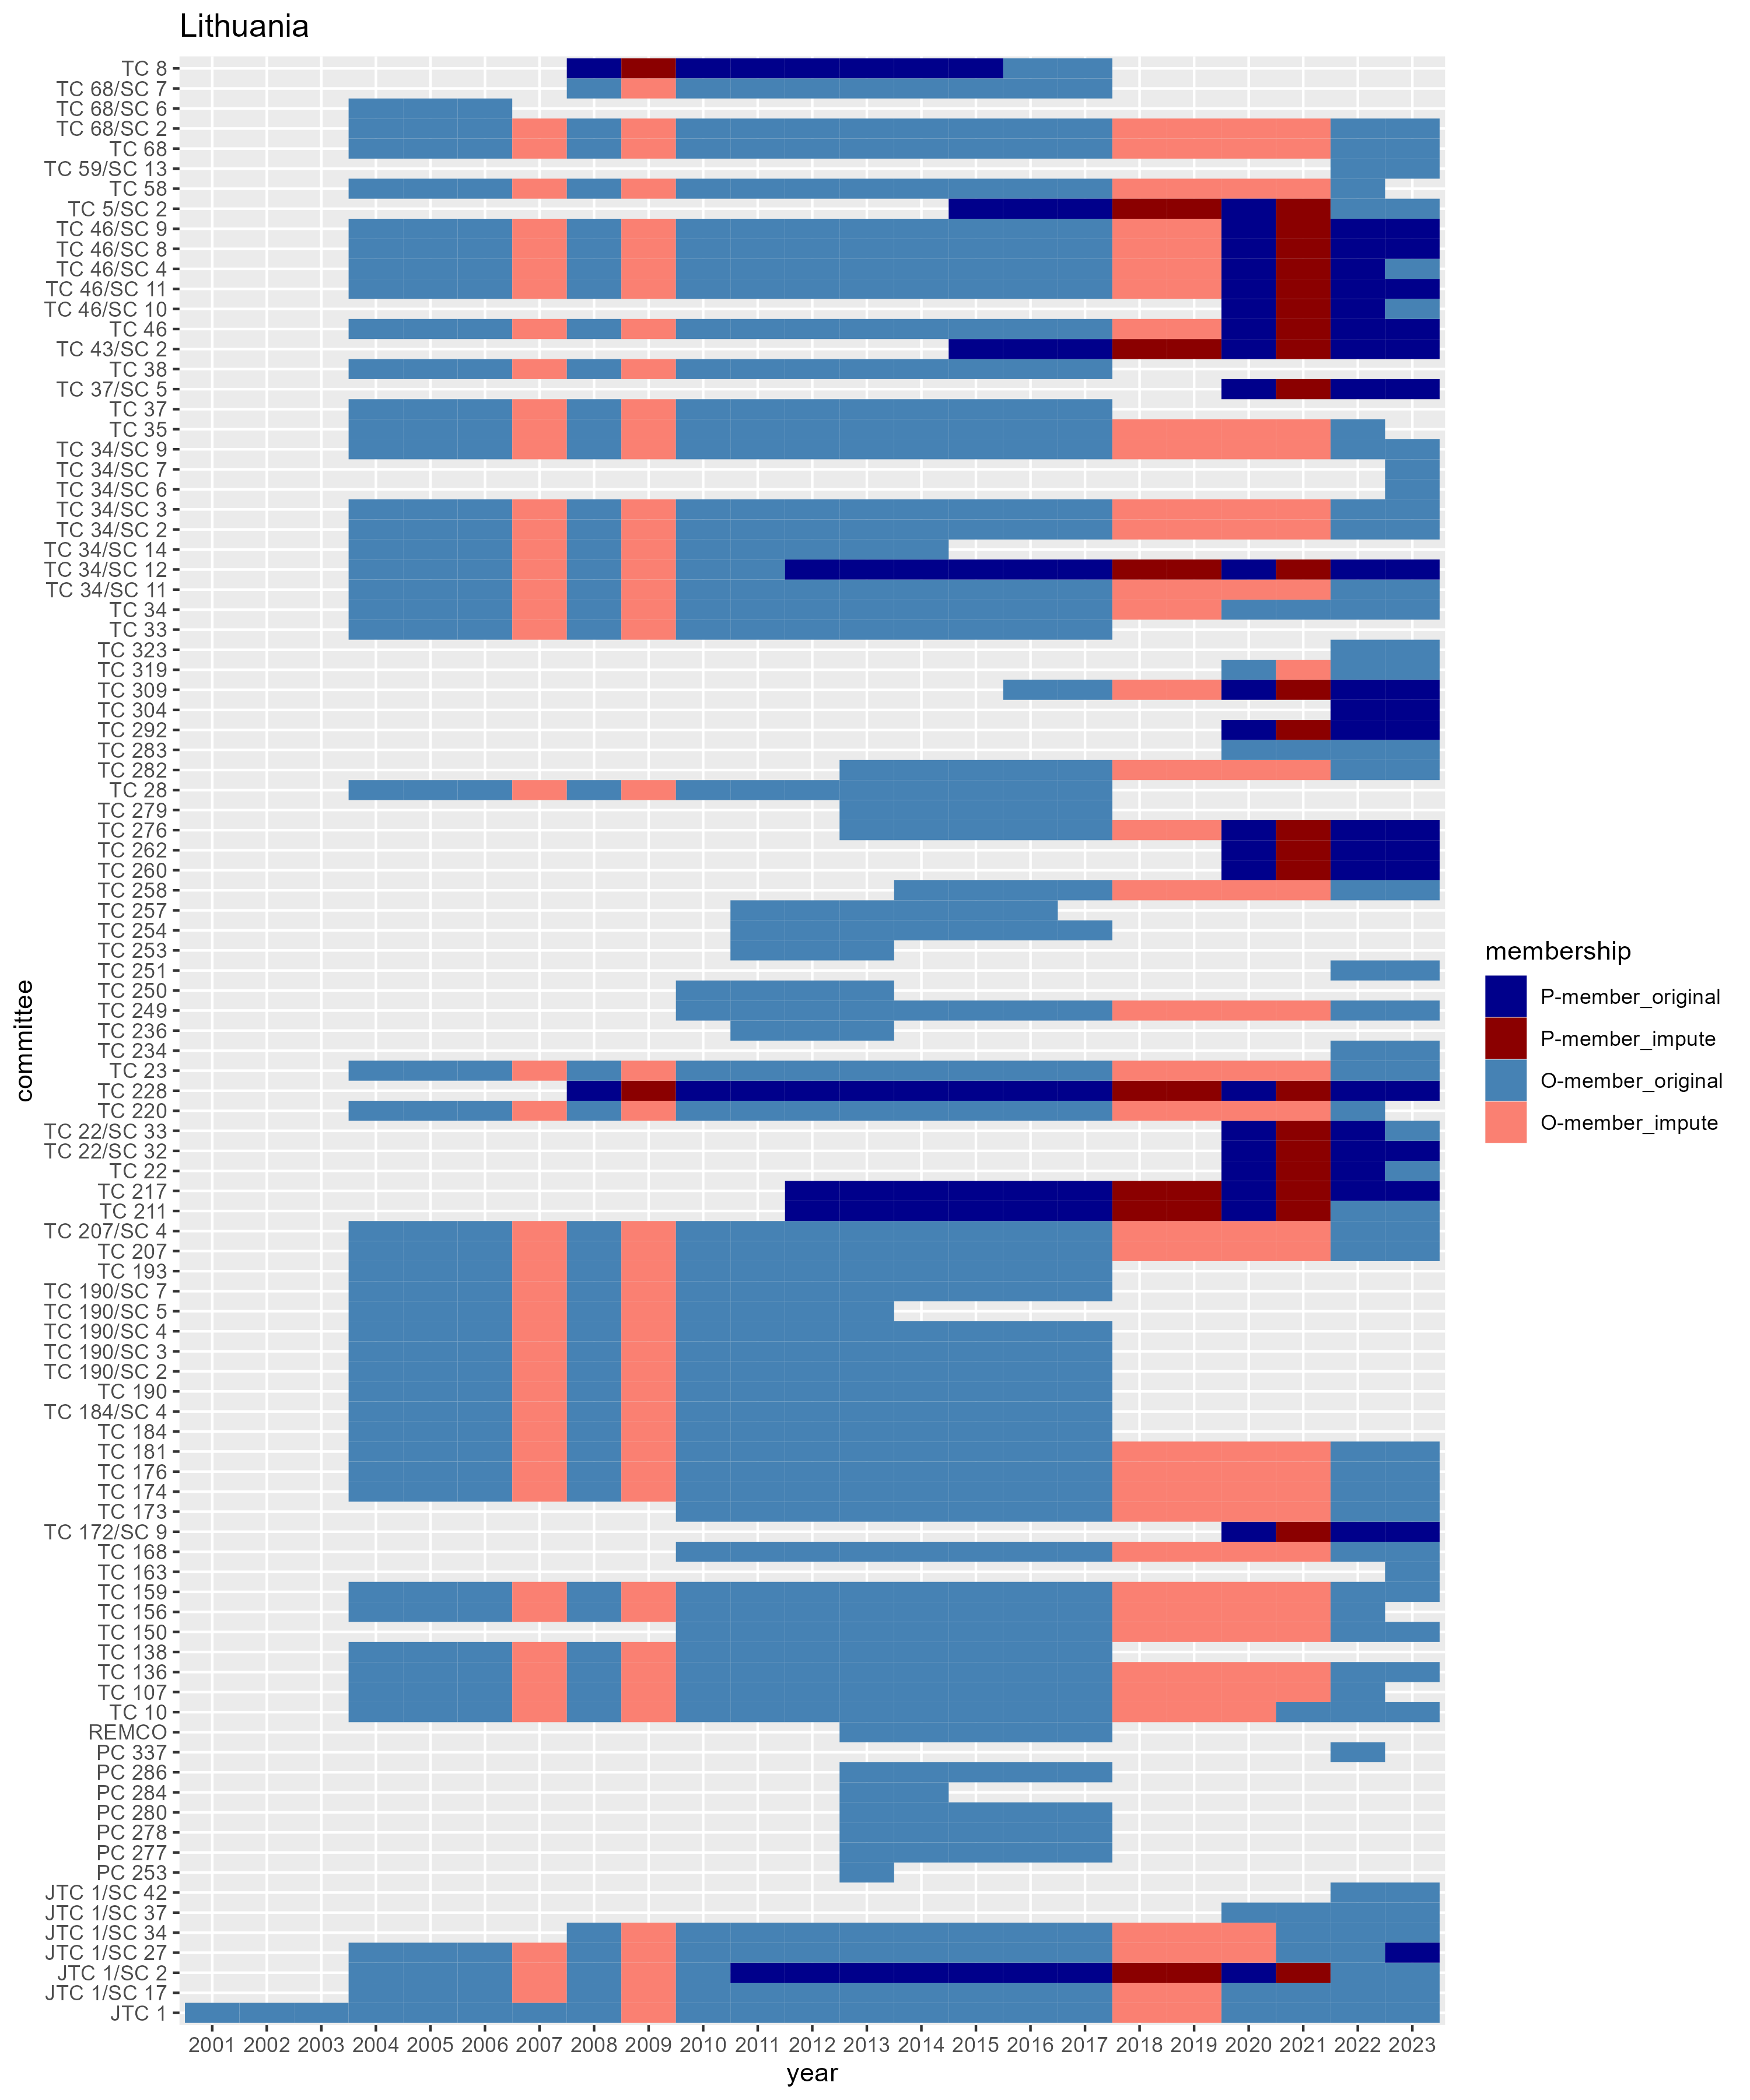 Lithuania
TC 8
TC 68/SC 7
TC 68/SC 6
TC 68/SC 2
TC 68
TC 59/SC 13
TC 58
TC 5/SC 2
TC 46/SC 9
TC 46/SC 8
TC 46/SC 4
TC 46/SC 11
TC 46/SC 10
TC 46
TC 43/SC 2
TC 38
TC 37/SC 5
TC 37
TC 35
TC 34/SC 9
TC 34/SC 7
TC 34/SC 6
TC 34/SC 3
TC 34/SC 2
TC 34/SC 14
TC 34/SC 12
TC 34/SC 11
TC 34
TC 33
TC 323
TC 319
TC 309
TC 304
TC 292
TC 283
TC 282
TC 28
TC 279
TC 276
TC 262
TC 260
TC 258
TC 257
TC 254
TC 253
TC 251
TC 250
TC 249
TC 236
TC 234
TC 23
TC 228
TC 220
TC 22/SC 33
TC 22/SC 32
TC 22
TC 217
TC 211
TC 207/SC 4
TC 207
TC 193
TC 190/SC 7
TC 190/SC 5
TC 190/SC 4
TC 190/SC 3
TC 190/SC 2
TC 190
TC 184/SC 4
TC 184
TC 181
TC 176
TC 174
TC 173
TC 172/SC 9
TC 168
TC 163
TC 159
TC 156
TC 150
TC 138
TC 136
TC 107
TC 10
REMCO
PC 337
PC 286
PC 284
PC 280
PC 278
PC 277
PC 253
JTC 1/SC 42
JTC 1/SC 37
JTC 1/SC 34
JTC 1/SC 27
JTC 1/SC 2
JTC 1/SC 17
JTC 1
committee
2001 2002 2003 2004 2005 2006 2007 2008 2009 2010 2011 2012 2013 2014 2015 2016 2017 2018 2019 2020 2021 2022 2023
year
membership
P-member_original
P-member_impute
O-member_original
O-member_impute